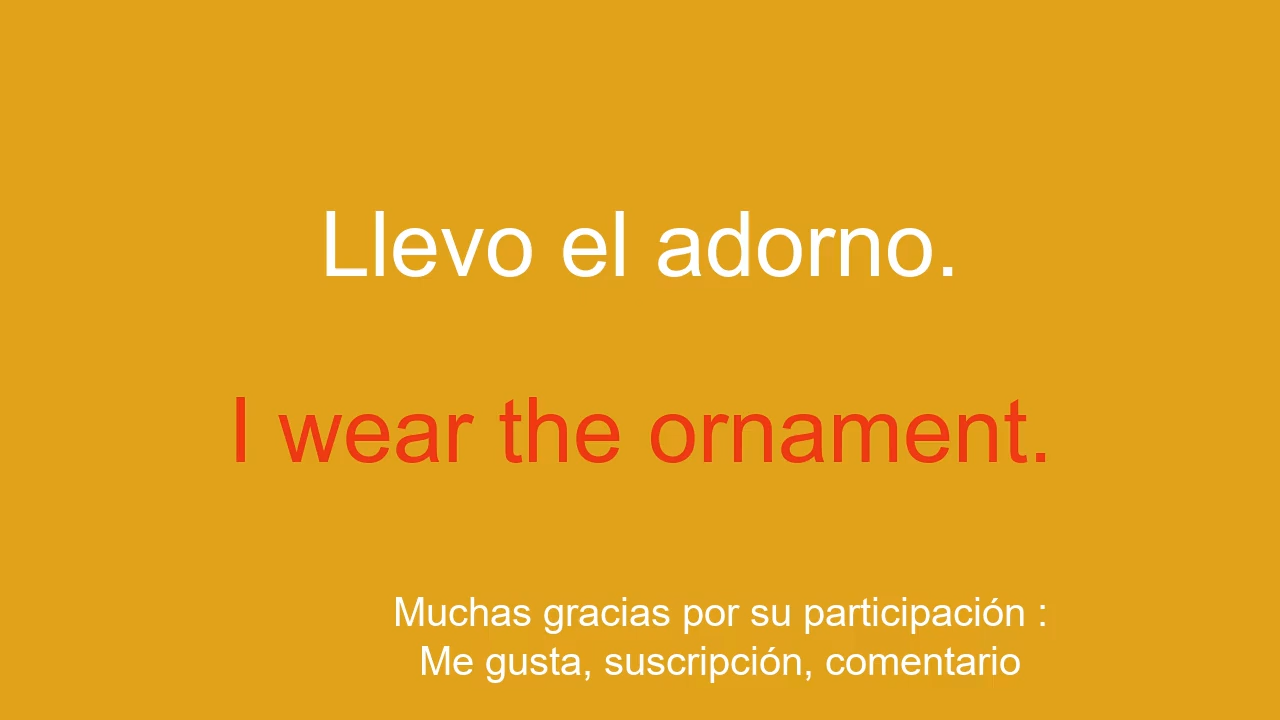 Llevo el adorno.
I wear the ornament.
Muchas gracias por su participación :
Me gusta, suscripción, comentario